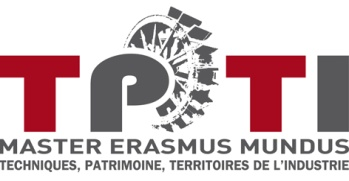 TPTI
MASTER ERASMUS MUNDUS
TECHNIQUES, PATRIMOINE, TERRITOIRES DE L'INDUSTRIE